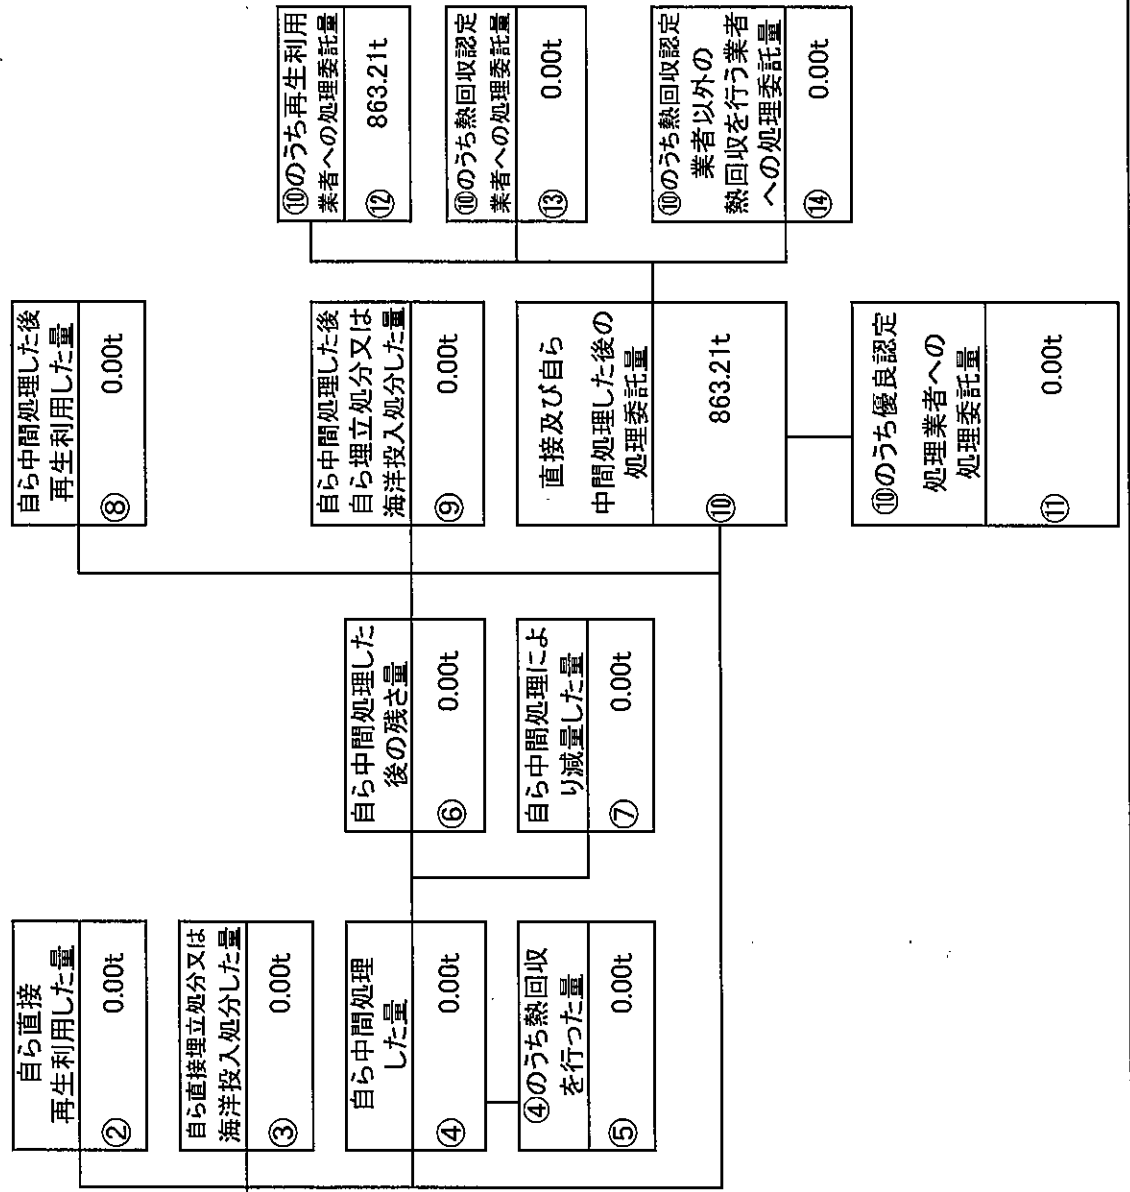 自ら直接
再生利用した量
② 0.00t
自ら直接埋立処分又は
海洋投入処分した量
③ 0.00t
自ら中間処理
した量
④ 0.00t
④のうち熱回収
を行った量
⑤ 0.00t
自ら中間処理した
後の残さ量
⑥ 0.00t
自ら中間処理によ
り減量した量
⑦ 0.00t
自ら中間処理した後
再生利用した量
⑧ 0.00t
自ら中間処理した後
自ら埋立処分又は
海洋投入処分した量
⑨ 0.00t
直接及び自ら
中間処理した後の
処理委託量
⑩ 863.21t
⑩のうち優良認定
処理業者への
処理委託量
⑪ 0.00t
⑩のうち再生利用
業者への処理委託量
⑫ 863.21t
⑩のうち熱回収認定
業者への処理委託量
⑬ 0.00t
⑩のうち熱回収認定
業者以外の
熱回収を行う業者
への処理委託量
⑭ 0.00t